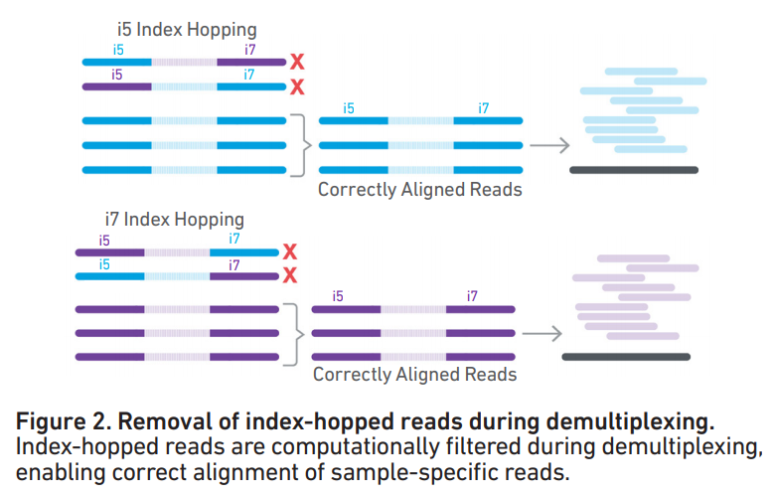 i5 Index Hopping
i5 i7
X
i5 i7
X
i5 i7
Correctly Aligned Reads
i7 Index Hopping
i5 i7
X
i5 i7
X
i5 i7
Correctly Aligned Reads
Figure 2. Removal of index-hopped reads during demultiplexing.
Index-hopped reads are computationally filtered during demultiplexing,
enabling correct alignment of sample-specific reads.